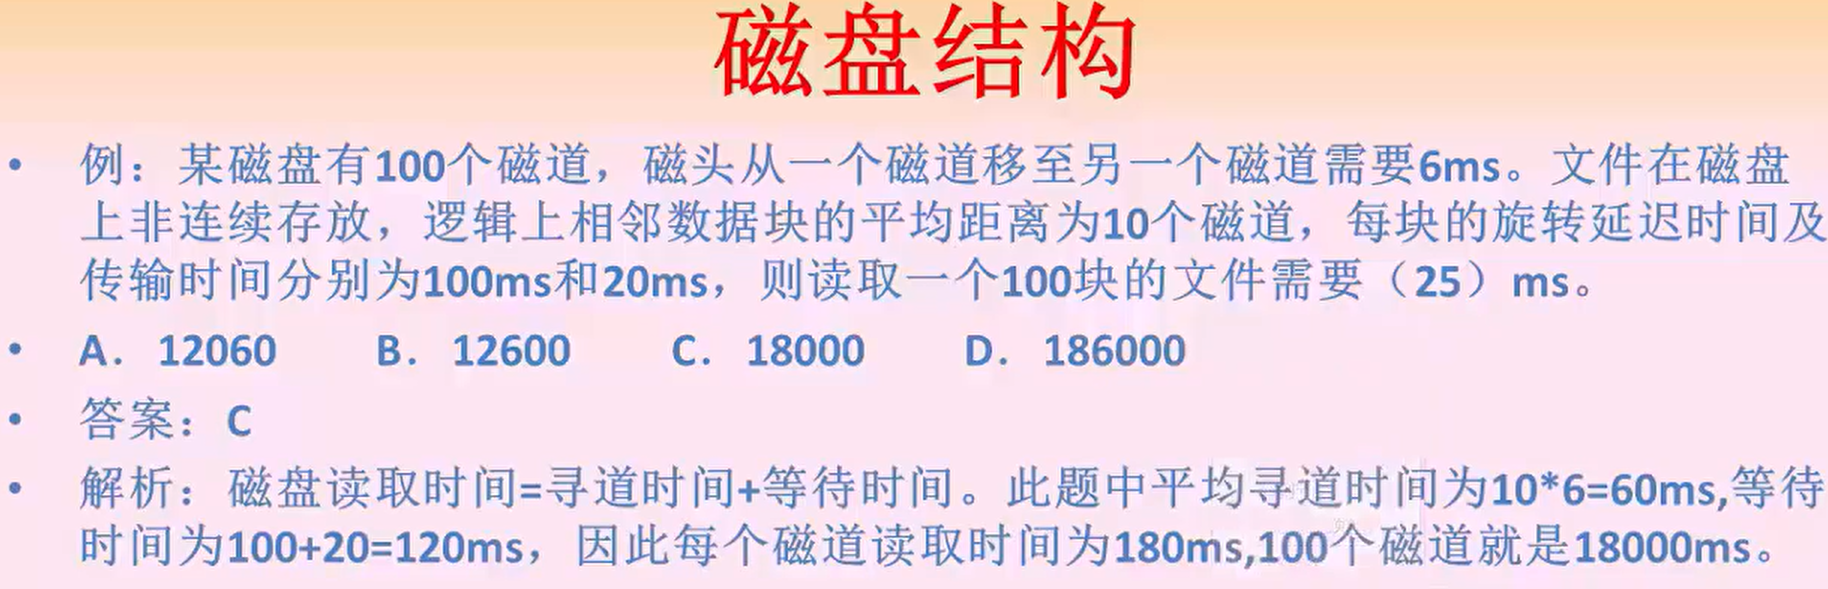 磁盘结构
• 例：某磁盘有100个磁道，磁头从一个磁道移至另一个磁道需要6ms。文件在磁盘
上非连续存放，逻辑上相邻数据块的平均距离为10个磁道，每块的旋转延迟时间及
传输时间分别为100ms和20ms，则读取一个100块的文件需要（25）ms。
• A． 12060 B． 12600 C． 18000 D． 186000
• 答案：C
• 解析：磁盘读取时间=寻道时间+等待时间。此题中平均寻道时间为10*6=60ms,等待
时间为100+20=120ms，因此每个磁道读取时间为180ms,100个磁道就是18000ms。